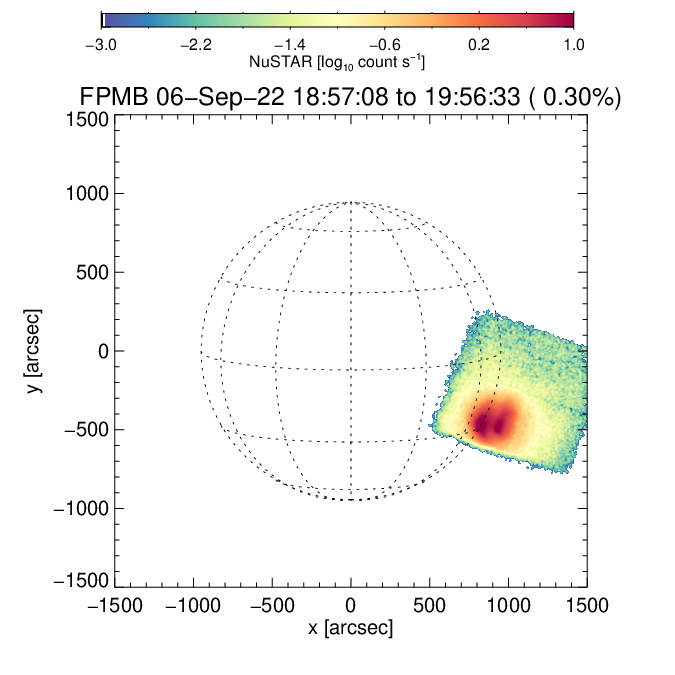 −3.0 −2.2 −1.4 −0.6 0.2 1.0
NuSTAR [log₁₀ count s⁻¹]
FPMB 06−Sep−22 18:57:08 to 19:56:33 ( 0.30%)
1500
1000
500
0
−500
−1000
−1500
y [arcsec]
−1500 −1000 −500 0 500 1000 1500
x [arcsec]